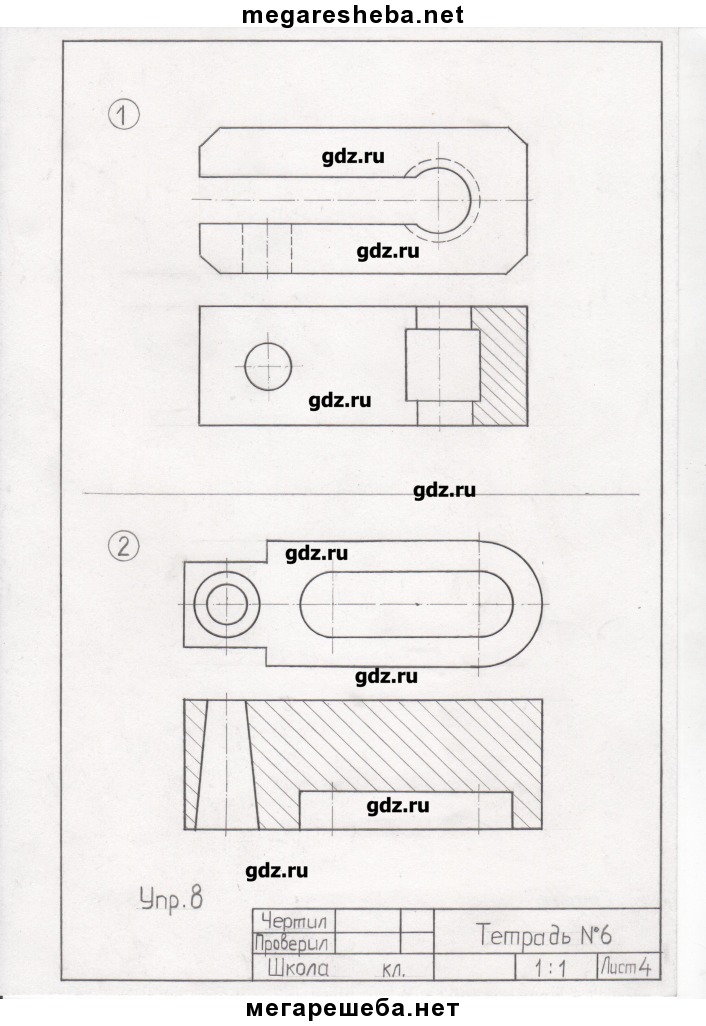 megaresheba.net
1
gdz.ru
gdz.ru
gdz.ru
gdz.ru
2
gdz.ru
gdz.ru
gdz.ru
gdz.ru
Упр.8
Чертил
Проверил
Тетрадь №6
Школа кл.
1:1
Лист 4
мегарешеба.нет